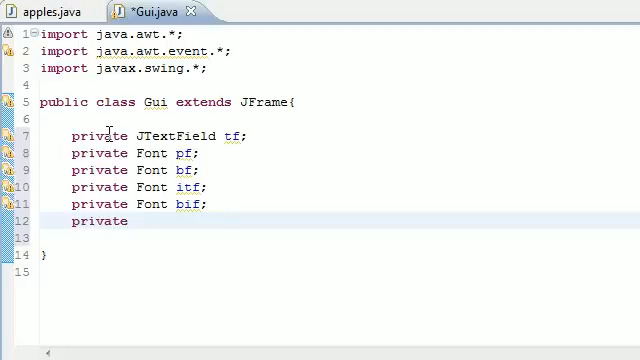 apples.java *Gui.java
1 import java.awt.*;
2 import java.awt.event.*;
3 import javax.swing.*;
4
5 public class Gui extends JFrame{
6
7 private JTextField tf;
8 private Font pf;
9 private Font bf;
10 private Font itf;
11 private Font bif;
12 private
13
14 }
15